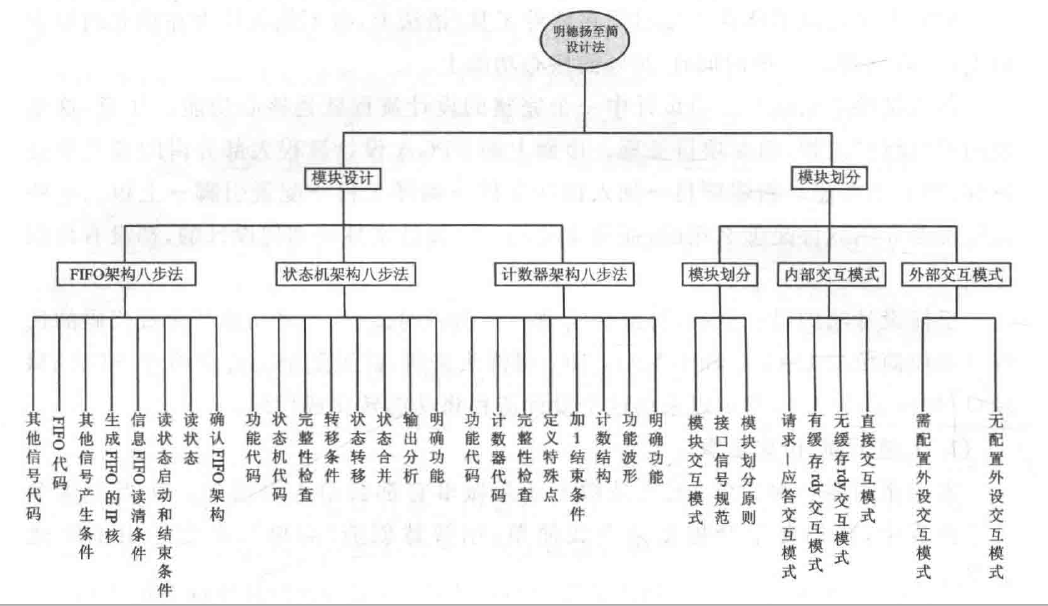 明德扬至简
设计法
模块设计
模块划分
FIFO架构八步法
状态机架构八步法
计数器架构八步法
模块划分
内部交互模式
外部交互模式
其他信号代码
FIFO代码
其他信号产生条件
生成FIFO的IP核
信息FIFO读清条件
读状态启动和结束条件
读状态
确认FIFO架构
功能代码
状态机代码
完整性检查
转移条件
状态转移
状态合并
输出分析
明确功能
功能代码
计数器代码
完整性检查
定义特殊点
加1结束条件
计数结构
功能波形
明确功能
模块交互模式
接口信号规范
模块划分原则
请求、应答交互模式
有缓存rdy交互模式
无缓存rdy交互模式
直接交互模式
需配置外设交互模式
无配置外设交互模式